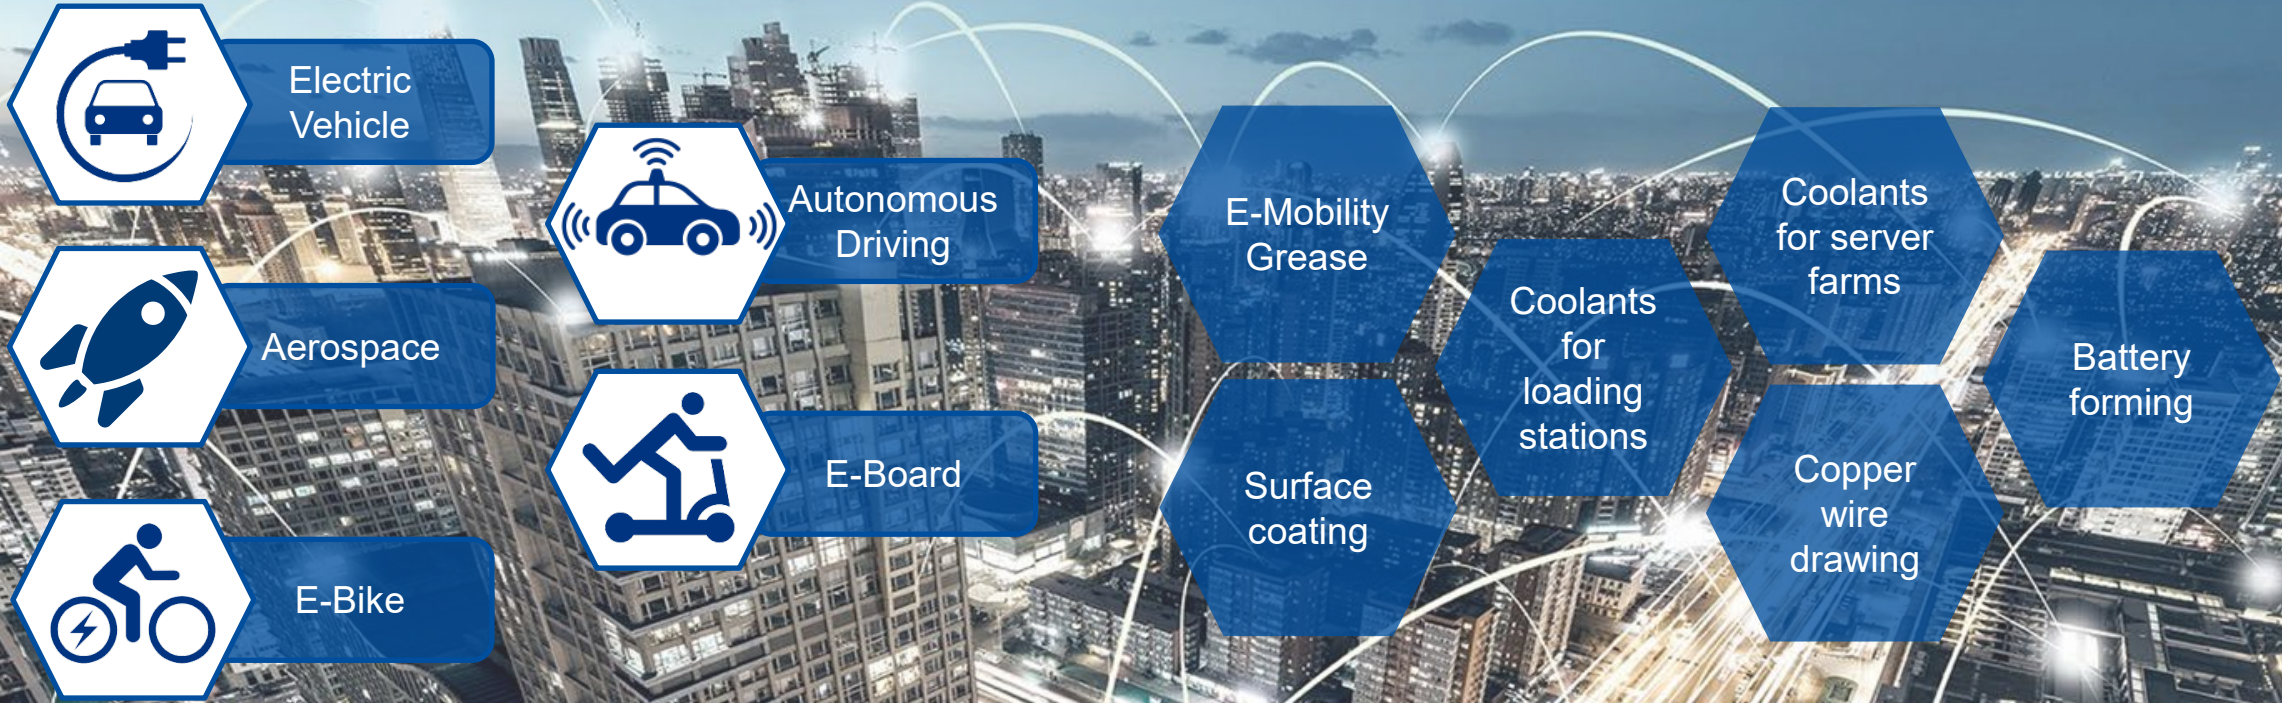 Electric
Vehicle
Aerospace
E-Bike
Autonomous
Driving
E-Board
E-Mobility
Grease
Surface
coating
Coolants
for
loading
stations
Coolants
for server
farms
Copper
wire
drawing
Battery
forming